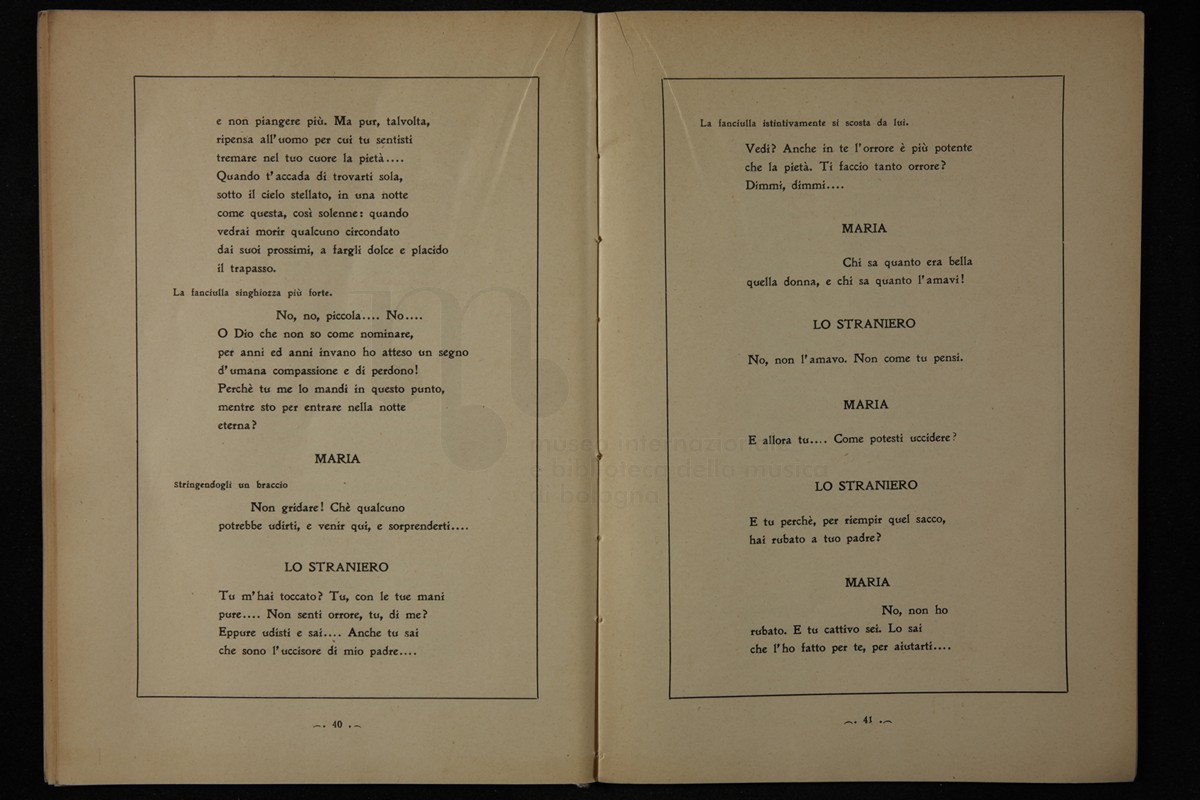 e non piangere più. Ma pur, talvolta,
ripensa all'uomo per cui tu sentisti
tremare nel tuo cuore la pietà....
Quando t'accada di trovarti sola,
sotto il cielo stellato, in una notte
come questa, così solenne: quando
vedrai morir qualcuno circondato
dai suoi prossimi, a fargli dolce e placido
il trapasso.
La fanciulla singhiozza più forte.
No, no, piccola.... No....
O Dio che non so come nominare,
per anni ed anni invano ho atteso un segno
d'umana compassione e di perdono!
Perchè tu me lo mandi in questo punto,
mentre sto per entrare nella notte
eterna?
MARIA
Stringendogli un braccio
Non gridare! Chè qualcuno
potrebbe udirti, e venir qui, e sorprenderti....
LO STRANIERO
Tu m'hai toccato? Tu, con le tue mani
pure.... Non senti orrore, tu, di me?
Eppure udisti e sai.... Anche tu sai
che sono l'uccisore di mio padre....
40
La fanciulla istintivamente si scosta da lui.
Vedi? Anche in te l'orrore è più potente
che la pietà. Ti faccio tanto orrore?
Dimmi, dimmi....
MARIA
Chi sa quanto era bella
quella donna, e chi sa quanto l'amavi!
LO STRANIERO
No, non l'amavo. Non come tu pensi.
MARIA
E allora tu.... Come potesti uccidere?
LO STRANIERO
E tu perchè, per riempir quel sacco,
hai rubato a tuo padre?
MARIA
No, non ho
rubato. E tu cattivo sei. Lo sai
che l'ho fatto per te, per aiutarti....
41
museo internazionale
e biblioteca della musica
di bologna